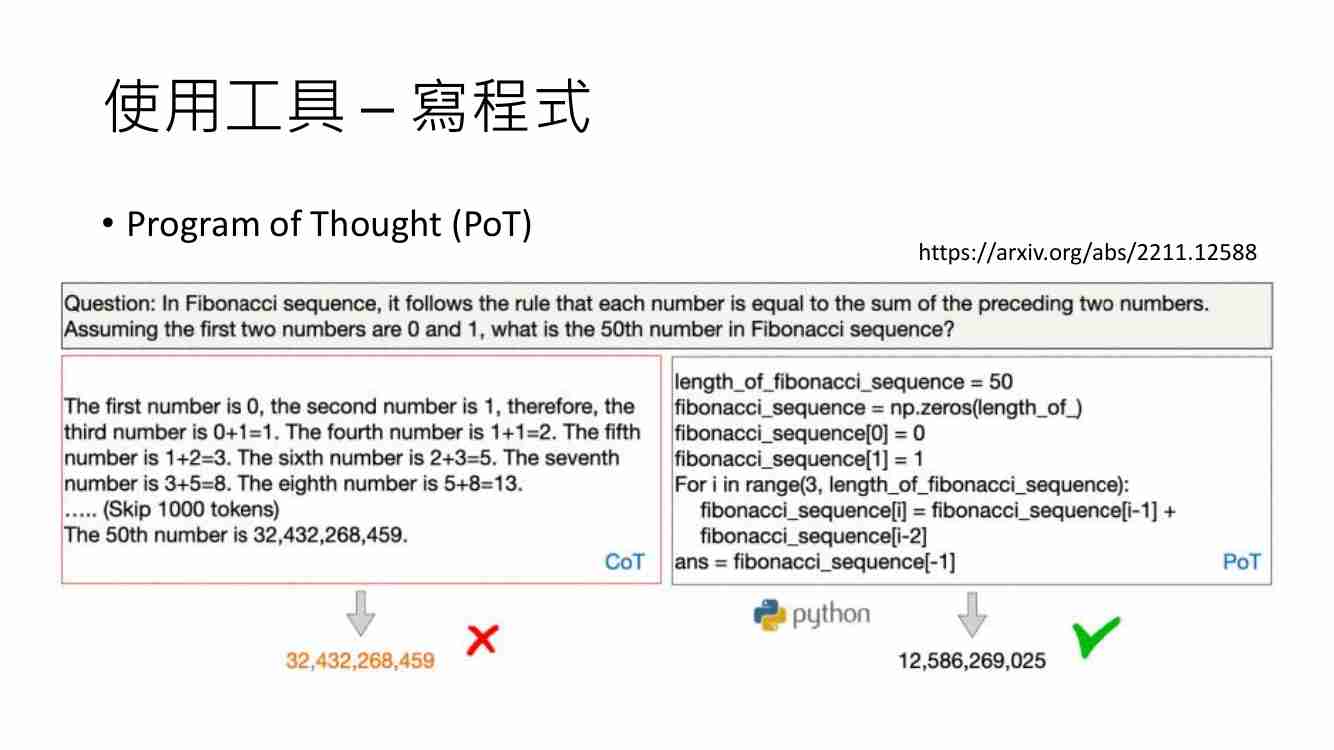 使用工具 – 寫程式
• Program of Thought (PoT)
https://arxiv.org/abs/2211.12588
Question: In Fibonacci sequence, it follows the rule that each number is equal to the sum of the preceding two numbers.
Assuming the first two numbers are 0 and 1, what is the 50th number in Fibonacci sequence?
The first number is 0, the second number is 1, therefore, the
third number is 0+1=1. The fourth number is 1+1=2. The fifth
number is 1+2=3. The sixth number is 2+3=5. The seventh
number is 3+5=8. The eighth number is 5+8=13.
….. (Skip 1000 tokens)
The 50th number is 32,432,268,459.
CoT
32,432,268,459
length_of_fibonacci_sequence = 50
fibonacci_sequence = np.zeros(length_of_)
fibonacci_sequence[0] = 0
fibonacci_sequence[1] = 1
For i in range(3, length_of_fibonacci_sequence):
fibonacci_sequence[i] = fibonacci_sequence[i-1] +
fibonacci_sequence[i-2]
ans = fibonacci_sequence[-1]
PoT
python
12,586,269,025